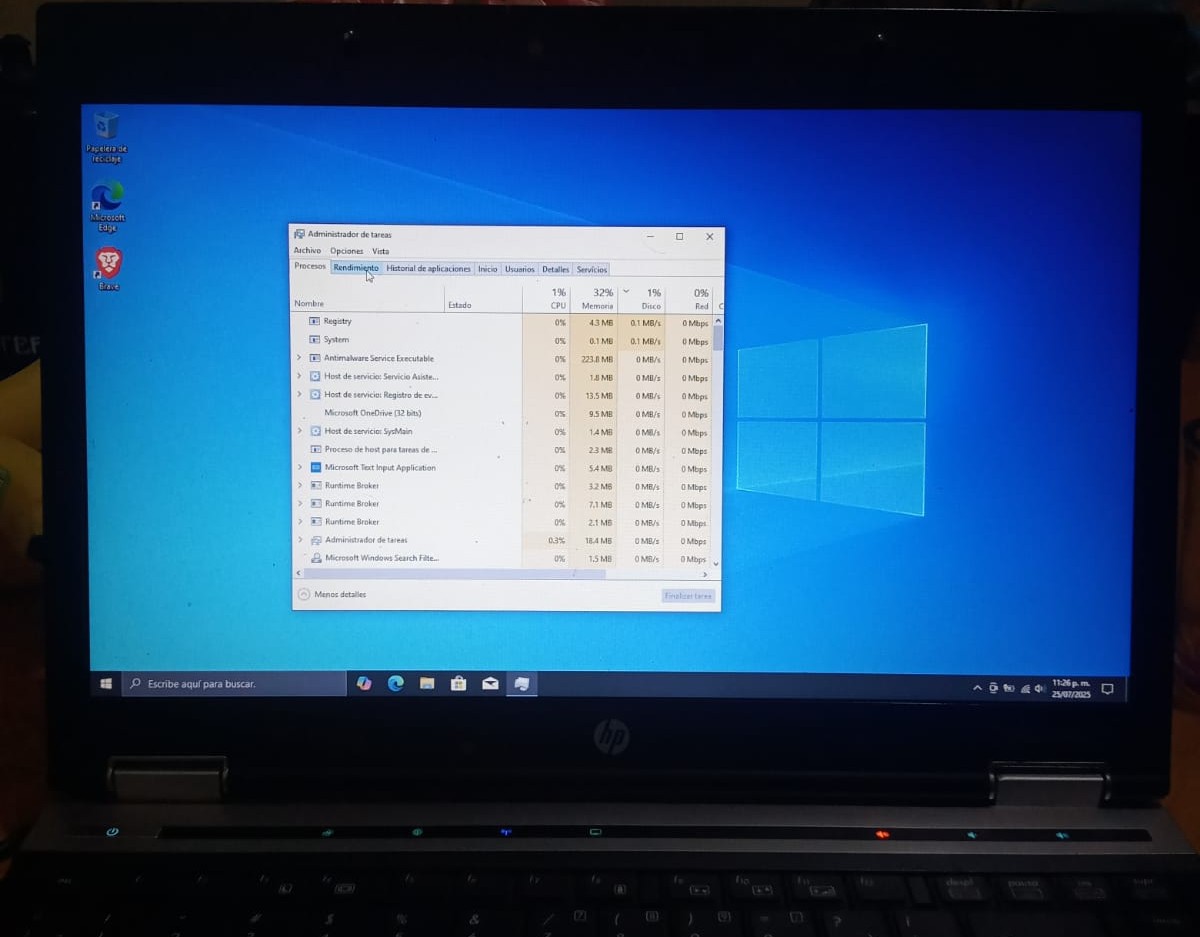 Papelera de
reciclaje
Microsoft
Edge
Brave
Administrador de tareas
Archivo Opciones Vista
Procesos Rendimiento Historial de aplicaciones Inicio Usuarios Detalles Servicios
1% 32% 1% 0%
Nombre Estado CPU Memoria Disco Red C
Registry 0% 4.3 MB 0.1 MB/s 0 Mbps
System 0% 0.1 MB 0.1 MB/s 0 Mbps
Antimalware Service Executable 0% 223.8 MB 0 MB/s 0 Mbps
Host de servicio: Servicio Asiste... 0% 1.8 MB 0 MB/s 0 Mbps
Host de servicio: Registro de ev... 0% 13.5 MB 0 MB/s 0 Mbps
Microsoft OneDrive (32 bits) 0% 9.5 MB 0 MB/s 0 Mbps
Host de servicio: SysMain 0% 1.4 MB 0 MB/s 0 Mbps
Proceso de host para tareas de ... 0% 2.3 MB 0 MB/s 0 Mbps
Microsoft Text Input Application 0% 5.4 MB 0 MB/s 0 Mbps
Runtime Broker 0% 3.2 MB 0 MB/s 0 Mbps
Runtime Broker 0% 7.1 MB 0 MB/s 0 Mbps
Runtime Broker 0% 2.1 MB 0 MB/s 0 Mbps
Administrador de tareas 0.3% 18.4 MB 0 MB/s 0 Mbps
Microsoft Windows Search Filte... 0% 1.5 MB 0 MB/s 0 Mbps
Menos detalles Finalizar tarea
Escribe aquí para buscar.
11:26 p. m.
25/07/2025
hp